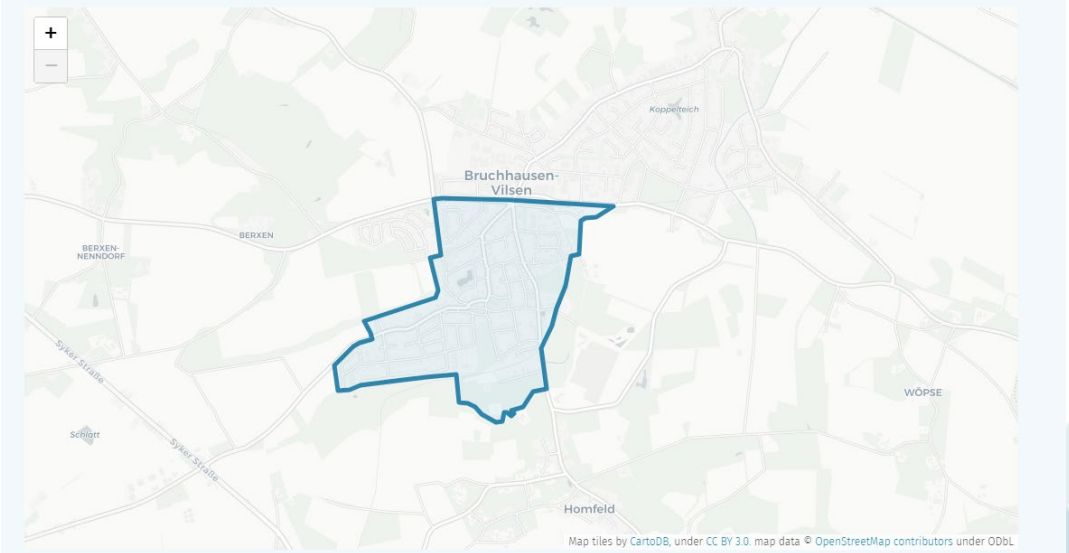 +
−
Koppelteich
Bruchhausen-
Vilsen
BERXEN
BERXEN-
NENNDORF
Syker Straße
WÖPSE
Schlatt
Syker Straße
Homfeld
Map tiles by CartoDB, under CC BY 3.0. map data © OpenStreetMap contributors under ODbL